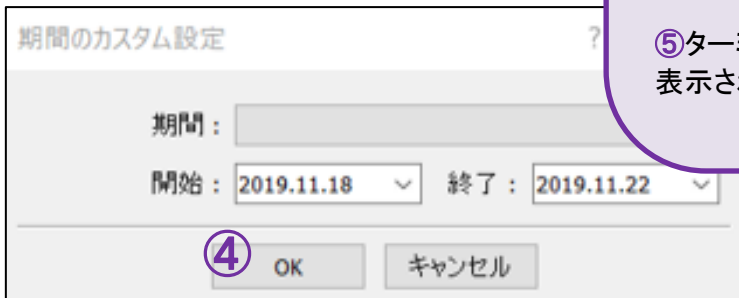 期間のカスタム設定 ?
⑤ター
表示さ
期間：
開始： 2019.11.18 終了： 2019.11.22
④ OK キャンセル